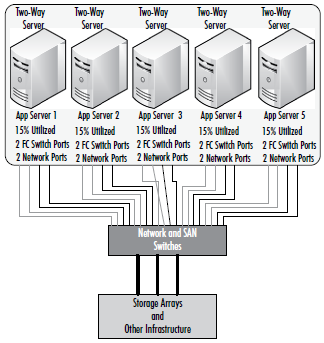 Two-Way Two-Way Two-Way Two-Way Two-Way
Server Server Server Server Server
App Server 1 App Server 2 App Server 3 App Server 4 App Server 5
15% Utilized 15% Utilized 15% Utilized 15% Utilized 15% Utilized
2 FC Switch Ports 2 FC Switch Ports 2 FC Switch Ports 2 FC Switch Ports 2 FC Switch Ports
2 Network Ports 2 Network Ports 2 Network Ports 2 Network Ports 2 Network Ports
Network and SAN
Switches
Storage Arrays
and
Other Infrastructure